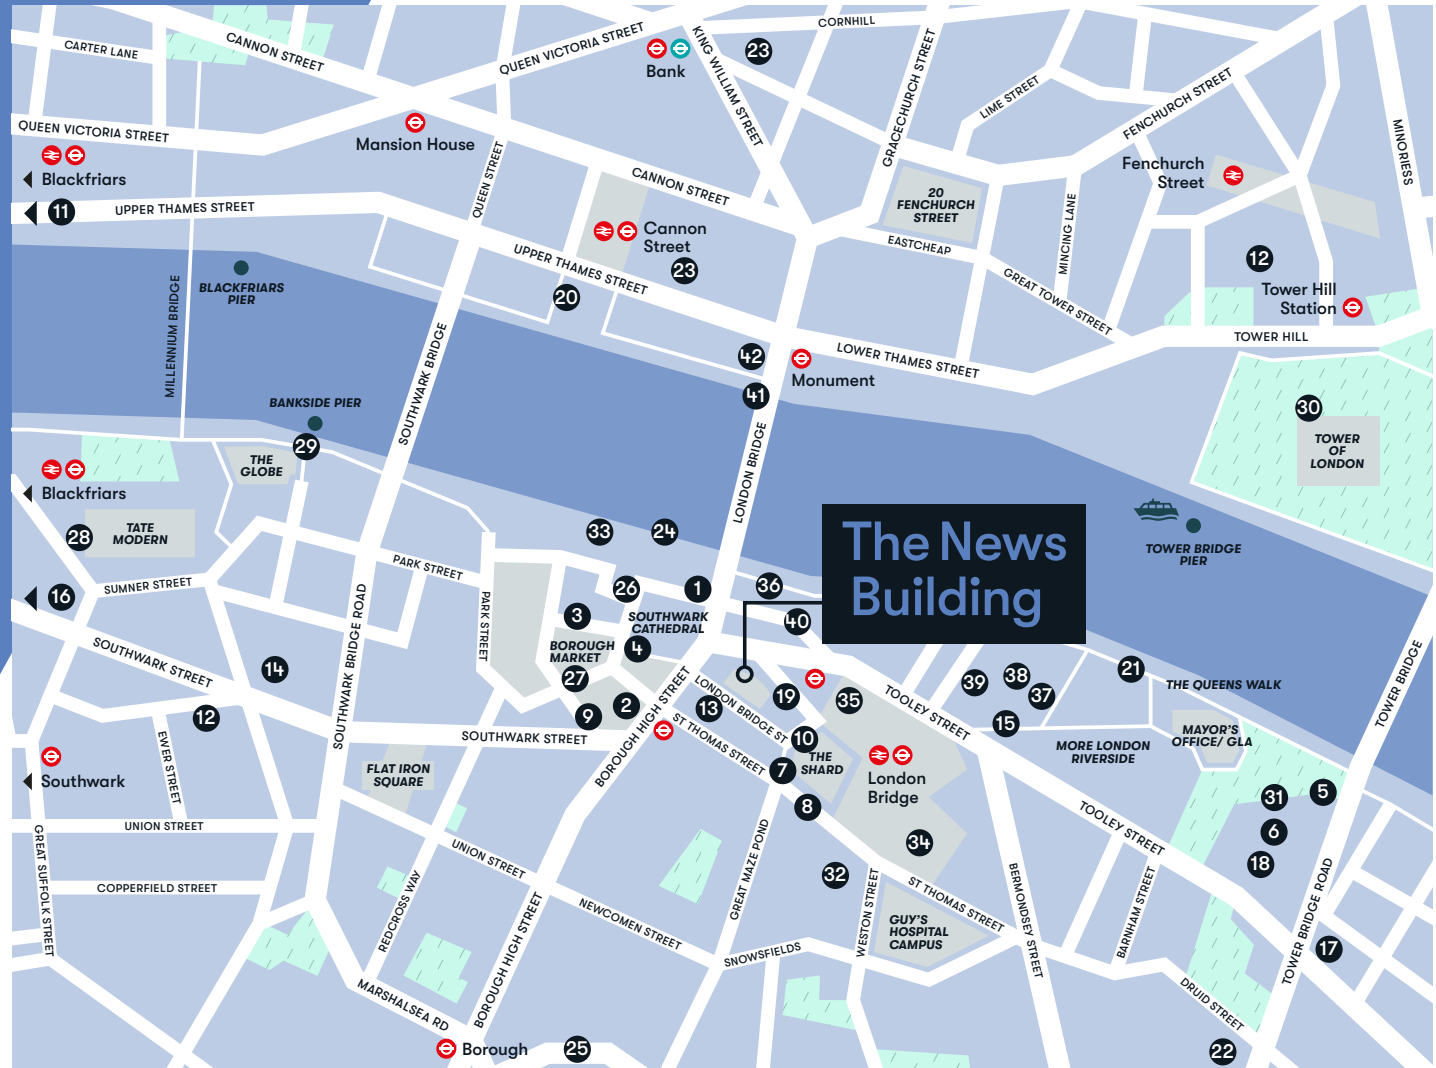 CARTER LANE
CANNON STREET
QUEEN VICTORIA STREET
Bank
KING WILLIAM STREET
23
CORNHILL
GRACECHURCH STREET
LIME STREET
FENCHURCH STREET
MINORIESS
QUEEN VICTORIA STREET
Mansion House
Blackfriars
11
UPPER THAMES STREET
QUEEN STREET
CANNON STREET
Cannon
Street
23
UPPER THAMES STREET
20
20
FENCHURCH
STREET
EASTCHEAP
MINCING LANE
GREAT TOWER STREET
Fenchurch
Street
12
Tower Hill
Station
TOWER HILL
BLACKFRIARS
PIER
MILLENNIUM BRIDGE
SOUTHWARK BRIDGE
42
Monument
LOWER THAMES STREET
41
LONDON BRIDGE
30
TOWER
OF
LONDON
BANKSIDE PIER
29
THE
GLOBE
Blackfriars
28
TATE
MODERN
16
SUMNER STREET
PARK STREET
PARK STREET
33
24
The News
Building
TOWER BRIDGE
PIER
TOWER BRIDGE
26
1
36
3
SOUTHWARK
CATHEDRAL
40
4
BOROUGH
MARKET
27
2
9
SOUTHWARK STREET
14
12
SOUTHWARK BRIDGE ROAD
EWER STREET
SOUTHWARK STREET
BOROUGH HIGH STREET
LONDON BRIDGE ST
13
19
35
ST THOMAS STREET
10
THE
SHARD
7
8
London
Bridge
34
TOOLEY STREET
39
38
37
15
21
THE QUEENS WALK
MORE LONDON
RIVERSIDE
MAYOR'S
OFFICE/ GLA
31
5
6
18
TOOLEY STREET
Southwark
FLAT IRON
SQUARE
UNION STREET
GREAT SUFFOLK STREET
COPPERFIELD STREET
UNION STREET
REDCROSS WAY
NEWCOMEN STREET
BOROUGH HIGH STREET
MARSHALSEA RD
Borough
25
GREAT MAZE POND
32
SNOWSFIELDS
WESTON STREET
ST THOMAS STREET
GUY'S
HOSPITAL
CAMPUS
BERMONDSEY STREET
BARNHAM STREET
TOWER BRIDGE ROAD
17
DRUID STREET
22